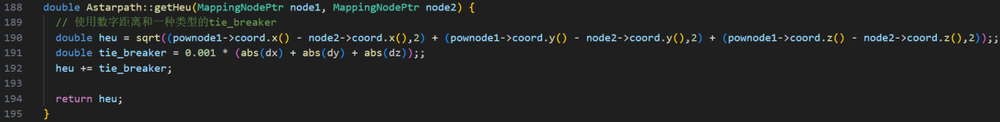 188 double Astarpath::getHeu(MappingNodePtr node1, MappingNodePtr node2) {
189 // 使用数字距离和一种类型的tie_breaker
190 double heu = sqrt((pownode1->coord.x() - node2->coord.x(),2) + (pownode1->coord.y() - node2->coord.y(),2) + (pownode1->coord.z() - node2->coord.z(),2));;
191 double tie_breaker = 0.001 * (abs(dx) + abs(dy) + abs(dz));;
192 heu += tie_breaker;
193
194 return heu;
195 }